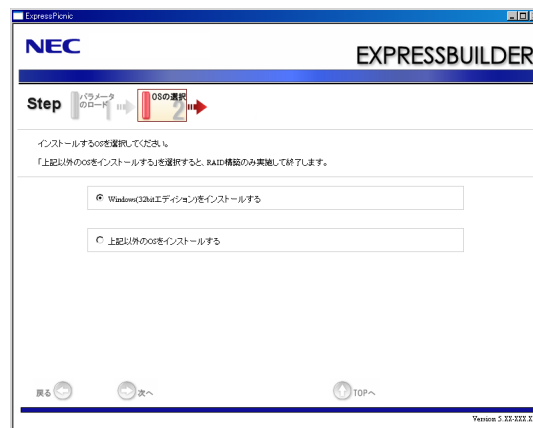 ExpressPicnic
NEC
EXPRESSBUILDER
Step
パラメータ
のロード
1
OSの選択
2
インストールするOSを選択してください。
「上記以外のOSをインストールする」を選択すると、RAID構築のみ実施して終了します。
Windows(32bitエディション)をインストールする
上記以外のOSをインストールする
戻る
次へ
TOPへ
Version 5.XX-XXX.X